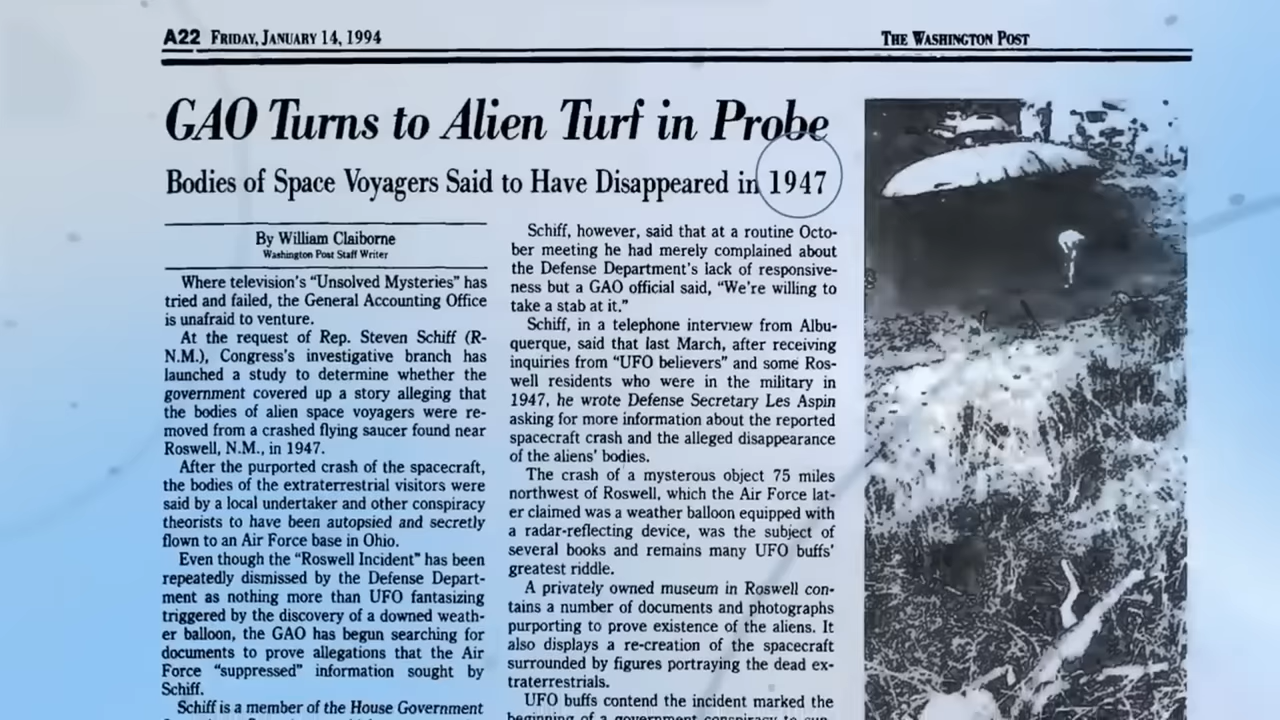 A22 FRIDAY, JANUARY 14, 1994
THE WASHINGTON POST
GAO Turns to Alien Turf in Probe
Bodies of Space Voyagers Said to Have Disappeared in 1947
By William Claiborne
Washington Post Staff Writer
Where television's “Unsolved Mysteries” has
tried and failed, the General Accounting Office
is unafraid to venture.
At the request of Rep. Steven Schiff (R-
N.M.), Congress's investigative branch has
launched a study to determine whether the
government covered up a story alleging that
the bodies of alien space voyagers were re-
moved from a crashed flying saucer found near
Roswell, N.M., in 1947.
After the purported crash of the spacecraft,
the bodies of the extraterrestrial visitors were
said by a local undertaker and other conspiracy
theorists to have been autopsied and secretly
flown to an Air Force base in Ohio.
Even though the “Roswell Incident” has been
repeatedly dismissed by the Defense Depart-
ment as nothing more than UFO fantasizing
triggered by the discovery of a downed weath-
er balloon, the GAO has begun searching for
documents to prove allegations that the Air
Force “suppressed” information sought by
Schiff.
Schiff is a member of the House Government
Schiff, however, said that at a routine Octo-
ber meeting he had merely complained about
the Defense Department's lack of responsive-
ness but a GAO official said, “We're willing to
take a stab at it.”
Schiff, in a telephone interview from Albu-
querque, said that last March, after receiving
inquiries from “UFO believers” and some Ros-
well residents who were in the military in
1947, he wrote Defense Secretary Les Aspin
asking for more information about the reported
spacecraft crash and the alleged disappearance
of the aliens' bodies.
The crash of a mysterous object 75 miles
northwest of Roswell, which the Air Force lat-
er claimed was a weather balloon equipped with
a radar-reflecting device, was the subject of
several books and remains many UFO buffs'
greatest riddle.
A privately owned museum in Roswell con-
tains a number of documents and photographs
purporting to prove existence of the aliens. It
also displays a re-creation of the spacecraft
surrounded by figures portraying the dead ex-
traterrestrials.
UFO buffs contend the incident marked the
beginning of a government conspiracy to